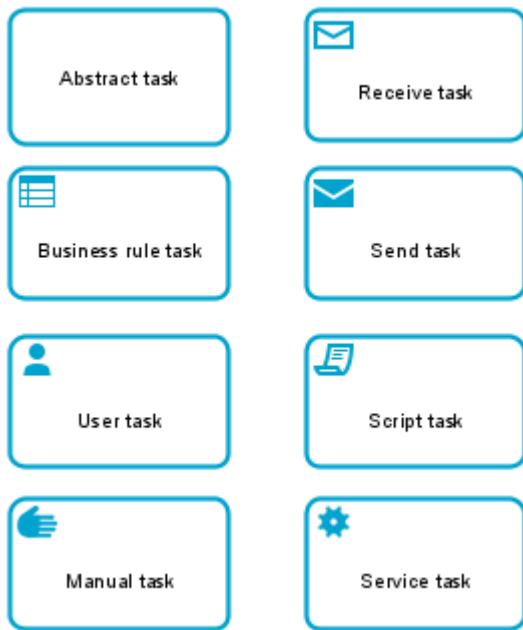 Abstract task
Receive task
Business rule task
Send task
User task
Script task
Manual task
Service task